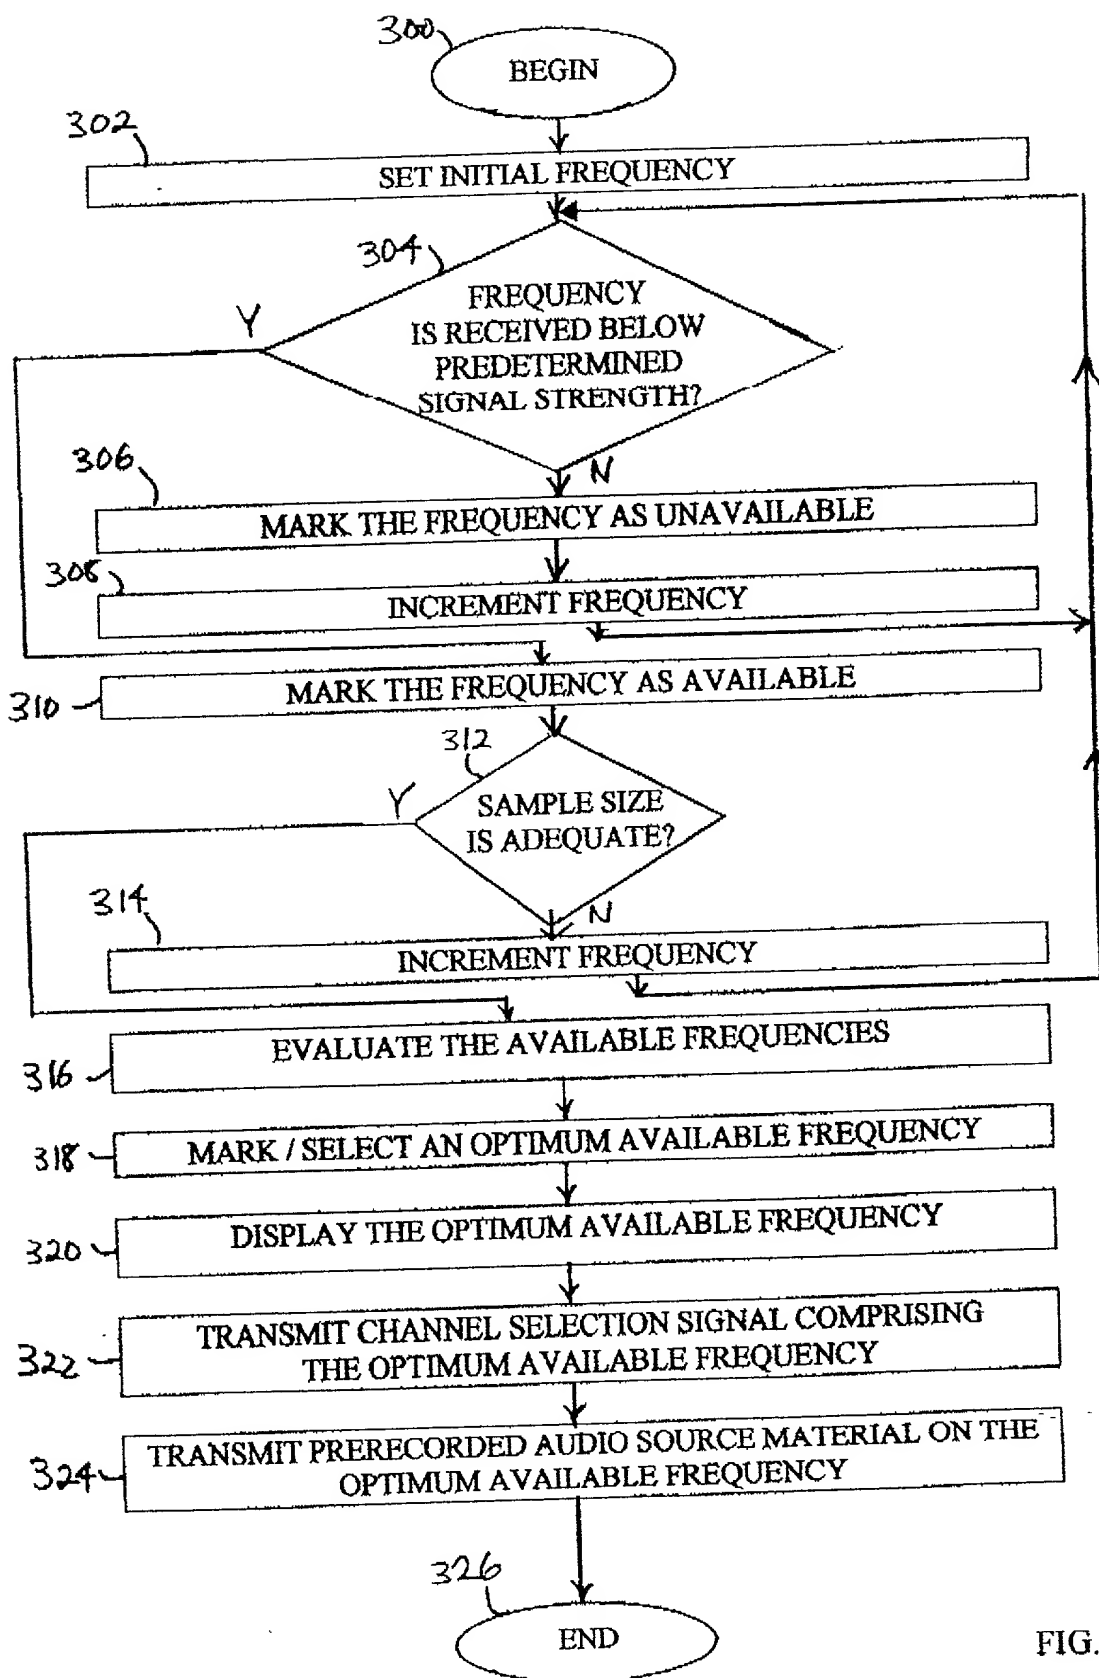 300
BEGIN
302
SET INITIAL FREQUENCY
304
Y
FREQUENCY
IS RECEIVED BELOW
PREDETERMINED
SIGNAL STRENGTH?
306
N
MARK THE FREQUENCY AS UNAVAILABLE
308
INCREMENT FREQUENCY
310
MARK THE FREQUENCY AS AVAILABLE
312
Y
SAMPLE SIZE
IS ADEQUATE?
314
N
INCREMENT FREQUENCY
316
EVALUATE THE AVAILABLE FREQUENCIES
318
MARK / SELECT AN OPTIMUM AVAILABLE FREQUENCY
320
DISPLAY THE OPTIMUM AVAILABLE FREQUENCY
322
TRANSMIT CHANNEL SELECTION SIGNAL COMPRISING
THE OPTIMUM AVAILABLE FREQUENCY
324
TRANSMIT PRERECORDED AUDIO SOURCE MATERIAL ON THE
OPTIMUM AVAILABLE FREQUENCY
326
END
FIG.